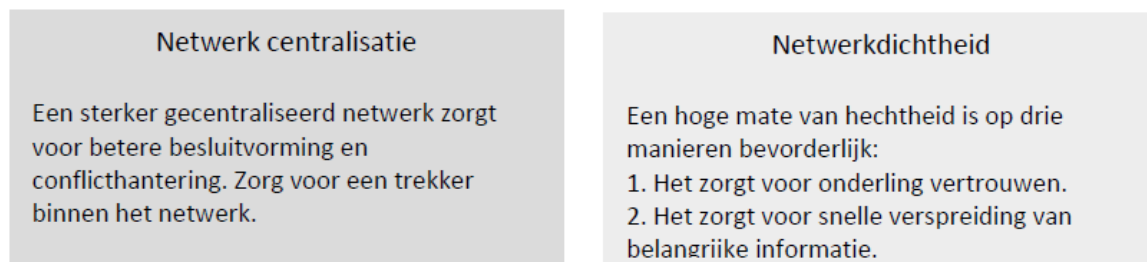 Netwerk centralisatie
Een sterker gecentraliseerd netwerk zorgt
voor betere besluitvorming en
conflicthantering. Zorg voor een trekker
binnen het netwerk.
Netwerkdichtheid
Een hoge mate van hechtheid is op drie
manieren bevorderlijk:
1. Het zorgt voor onderling vertrouwen.
2. Het zorgt voor snelle verspreiding van
belangrijke informatie.